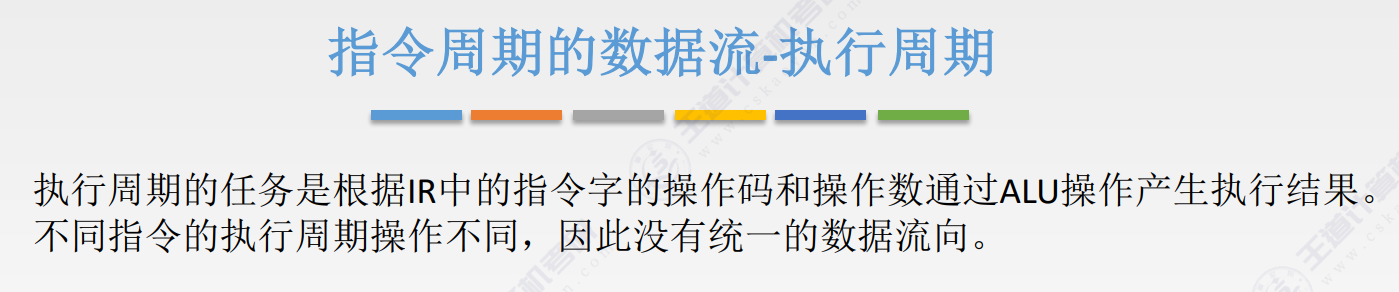 指令周期的数据流-执行周期
执行周期的任务是根据IR中的指令字的操作码和操作数通过ALU操作产生执行结果。
不同指令的执行周期操作不同，因此没有统一的数据流向。